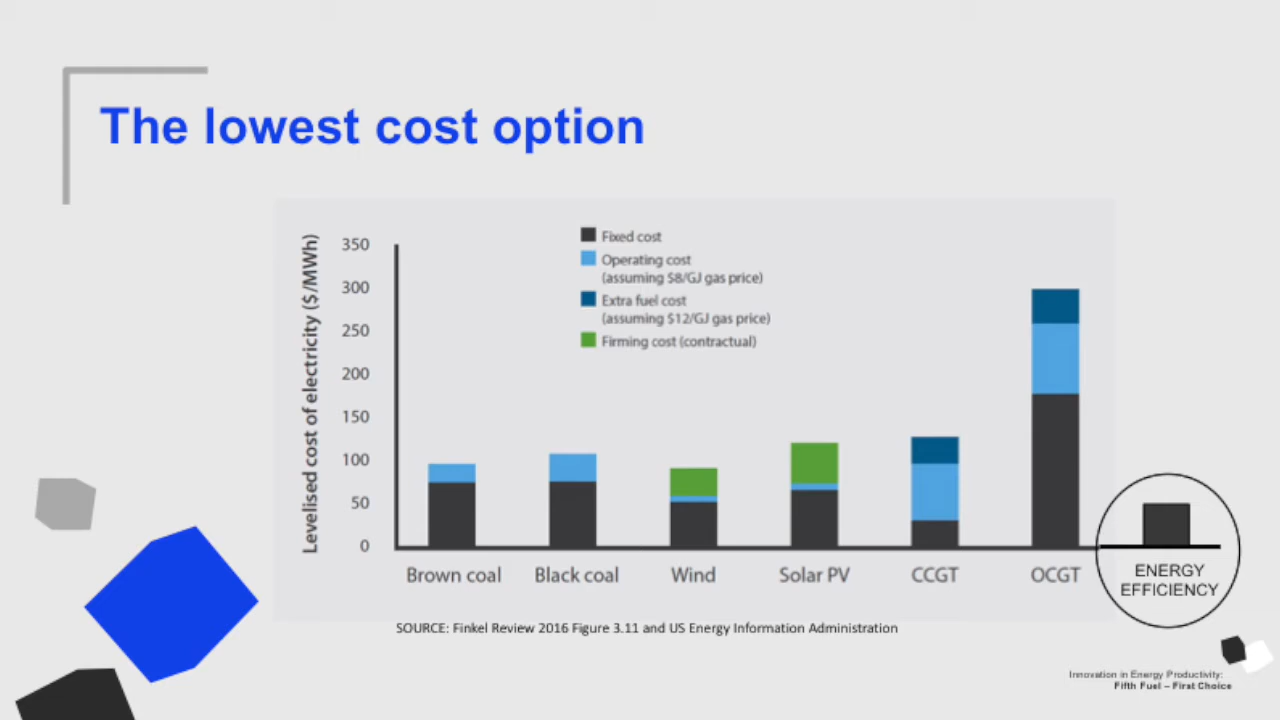 The lowest cost option
Levelised cost of electricity ($/MWh)
350
300
250
200
150
100
50
0
Fixed cost
Operating cost
(assuming $8/GJ gas price)
Extra fuel cost
(assuming $12/GJ gas price)
Firming cost (contractual)
Brown coal
Black coal
Wind
Solar PV
CCGT
OCGT
ENERGY
EFFICIENCY
SOURCE: Finkel Review 2016 Figure 3.11 and US Energy Information Administration
Innovation in Energy Productivity:
Fifth Fuel – First Choice